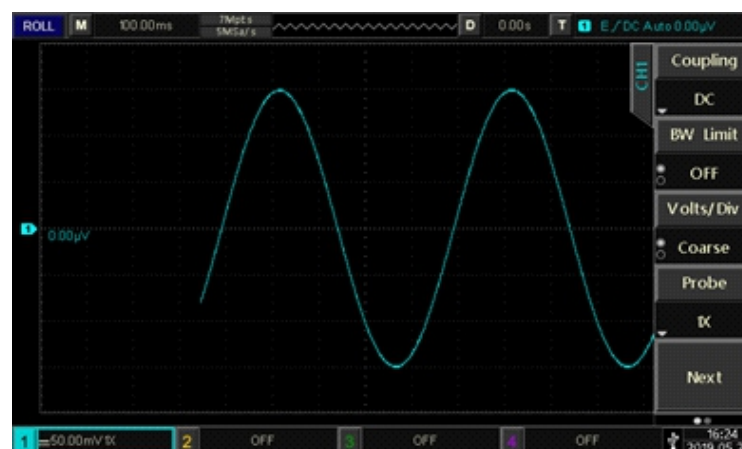 ROLL M 100.00ms 7Mpts 5MSa/s D 0.00s T 1 E/DC Auto 0.00μV
CH1
Coupling
DC
BW Limit
OFF
Volts/Div
Coarse
Probe
1X
Next
1 0.00μV
1 50.00mV 1X 2 OFF 3 OFF 4 OFF
16:24